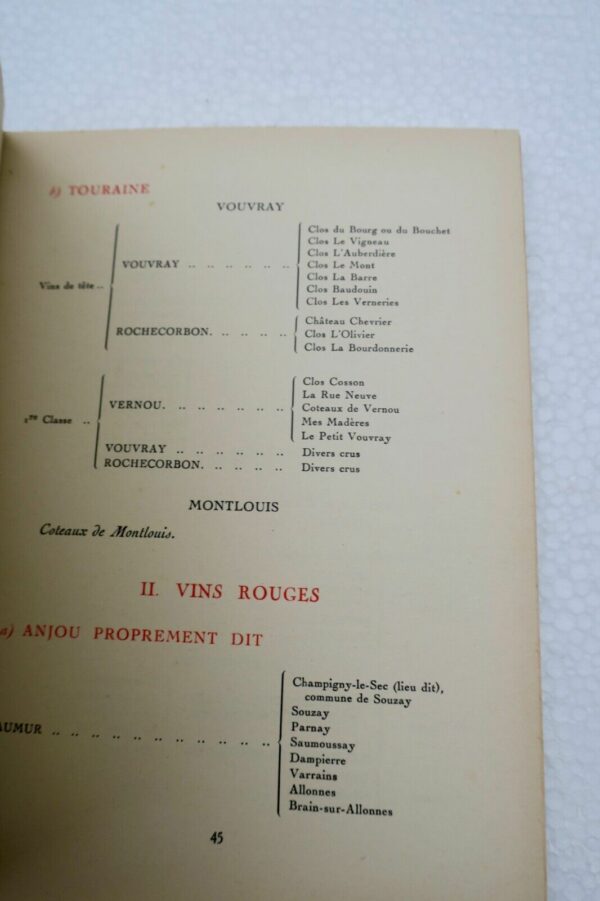 b) TOURAINE
VOUVRAY
Vins de tête ..
VOUVRAY .. .. .. .. .. ..
Clos du Bourg ou du Bouchet
Clos Le Vigneau
Clos L'Auberdière
Clos Le Mont
Clos La Barre
Clos Baudouin
Clos Les Verneries
ROCHECORBON. .. .. .. ..
Château Chevrier
Clos L'Olivier
Clos La Bourdonnerie
1re Classe ..
VERNOU. .. .. .. .. .. ..
Clos Cosson
La Rue Neuve
Coteaux de Vernou
Mes Madères
Le Petit Vouvray
VOUVRAY .. .. .. .. .. .. Divers crus
ROCHECORBON. .. .. .. .. Divers crus
MONTLOUIS
Coteaux de Montlouis.
II. VINS ROUGES
a) ANJOU PROPREMENT DIT
AUMUR .. .. .. .. .. .. .. .. .. .. .. ..
Champigny-le-Sec (lieu dit),
commune de Souzay
Souzay
Parnay
Saumoussay
Dampierre
Varrains
Allonnes
Brain-sur-Allonnes
45